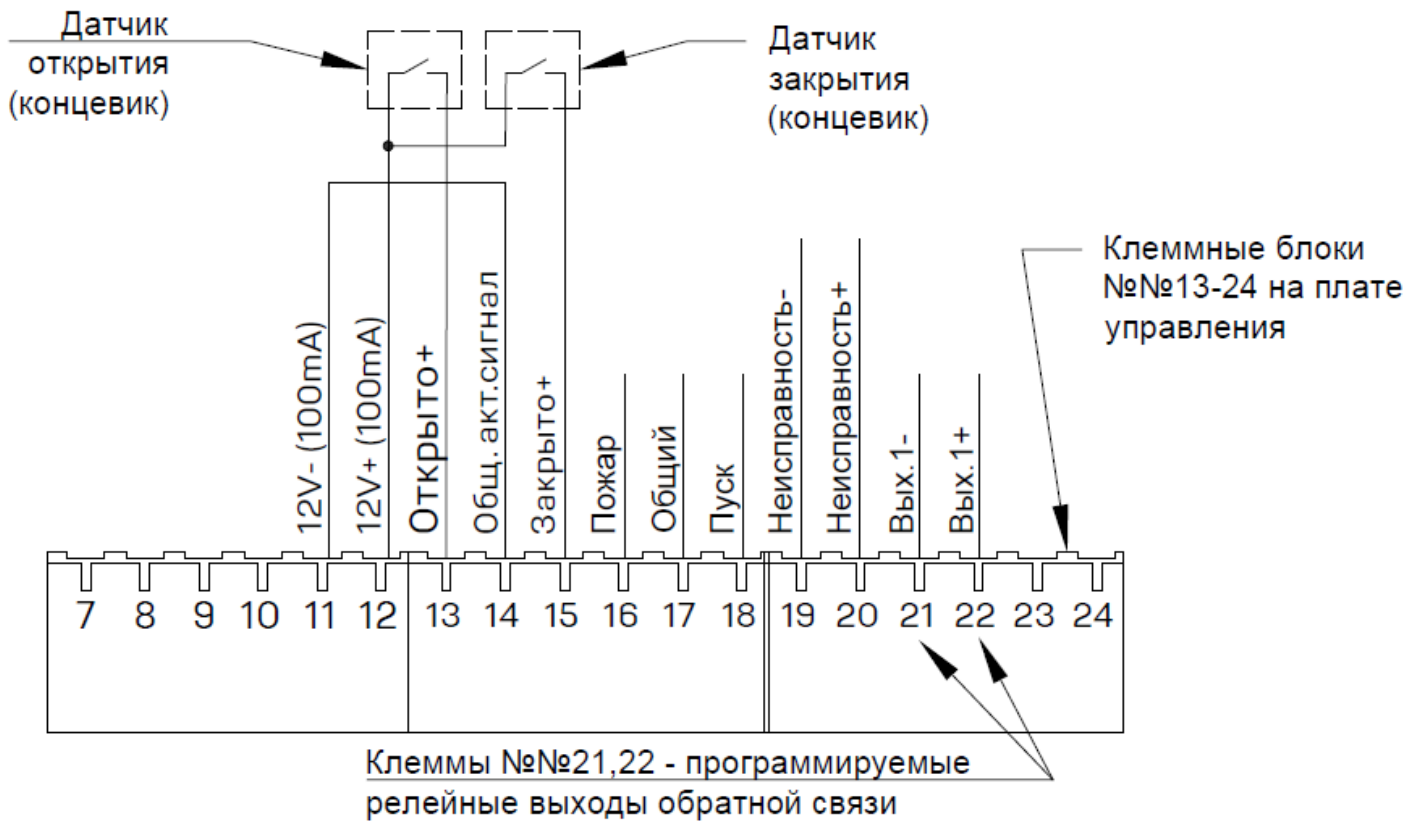 Датчик
открытия
(концевик)
Датчик
закрытия
(концевик)
Клеммные блоки
№№13-24 на плате
управления
12V- (100mA)
12V+ (100mA)
Открыто+
Общ. акт.сигнал
Закрыто+
Пожар
Общий
Пуск
Неисправность-
Неисправность+
Вых.1-
Вых.1+
7 8 9 10 11 12 13 14 15 16 17 18 19 20 21 22 23 24
Клеммы №№21,22 - программируемые
релейные выходы обратной связи